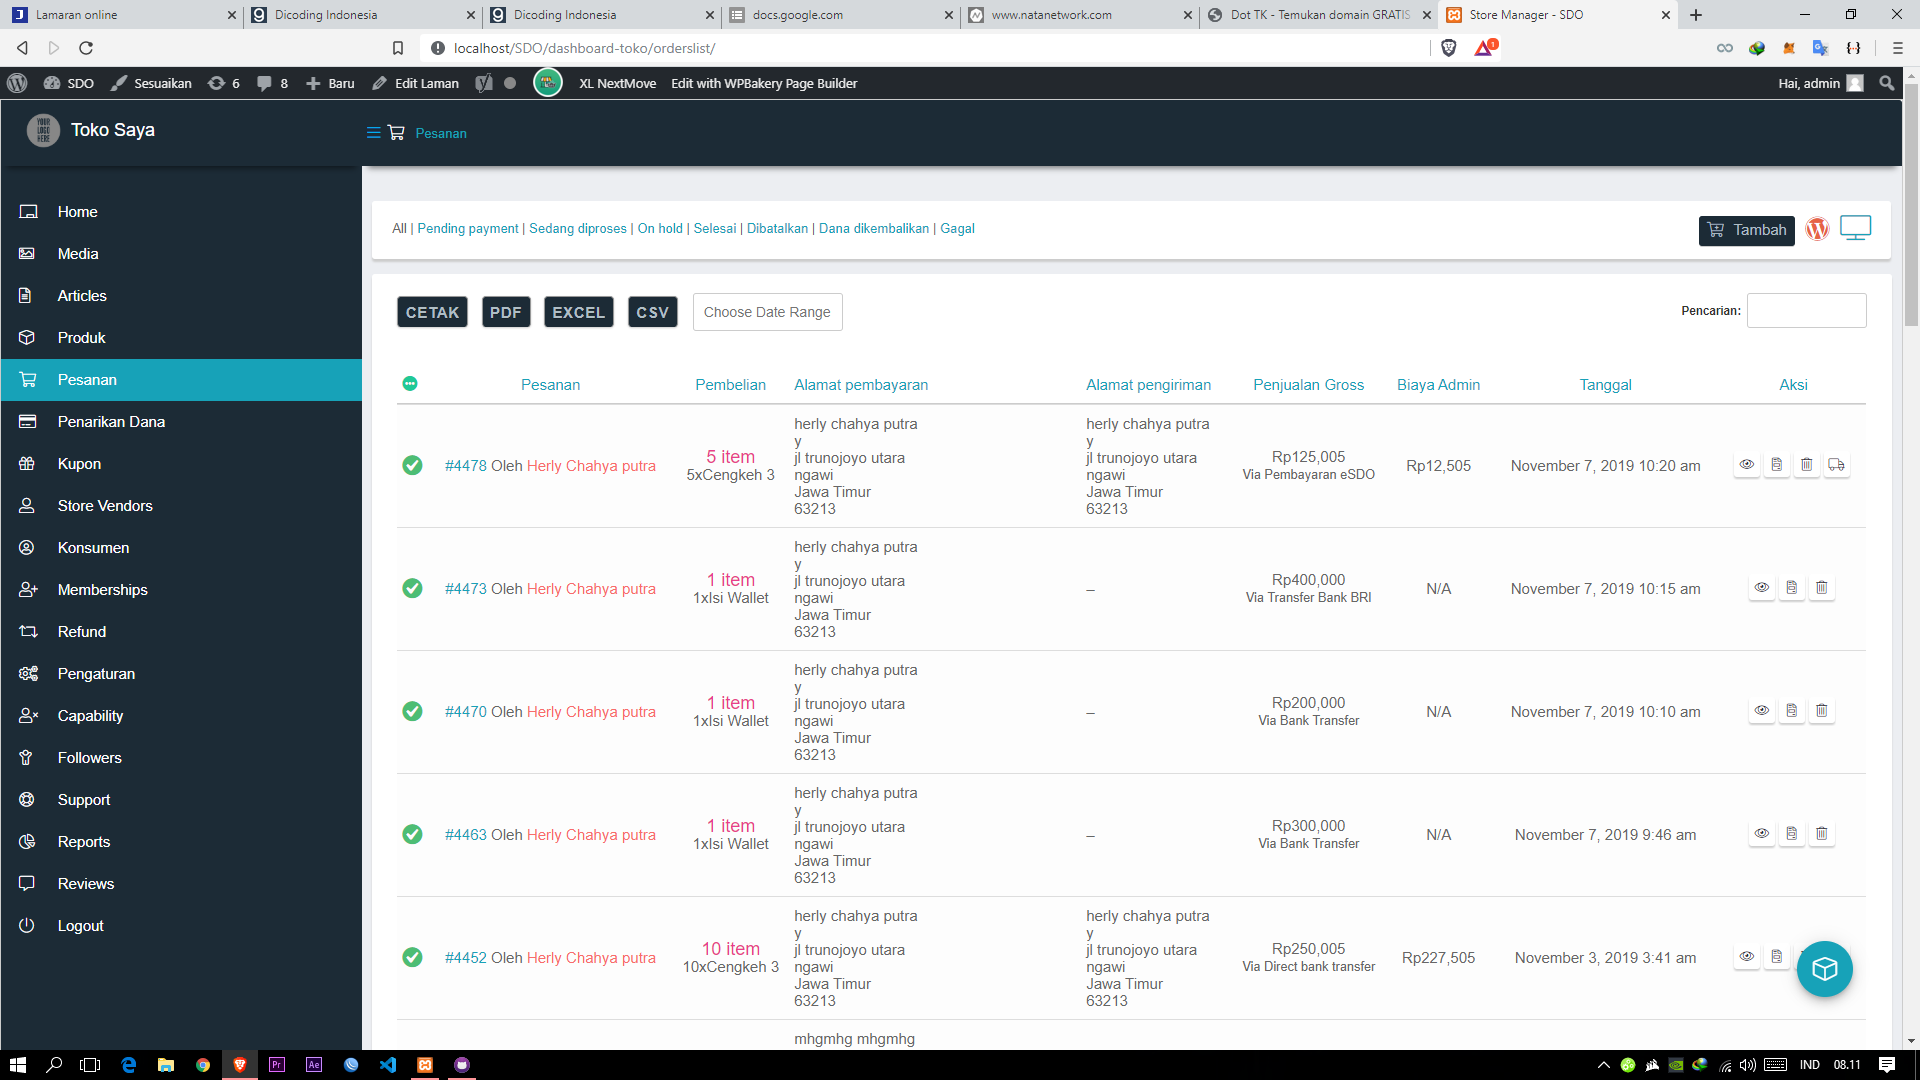 Lamaran online
Dicoding Indonesia
Dicoding Indonesia
docs.google.com
www.natanetwork.com
Dot TK - Temukan domain GRATIS
Store Manager - SDO
localhost/SDO/dashboard-toko/orderslist/
1
SDO
Sesuaikan
6
8
Baru
Edit Laman
XL NextMove
Edit with WPBakery Page Builder
Hai, admin
YOUR LOGO HERE
Toko Saya
Pesanan
Home
Media
Articles
Produk
Pesanan
Penarikan Dana
Kupon
Store Vendors
Konsumen
Memberships
Refund
Pengaturan
Capability
Followers
Support
Reports
Reviews
Logout
All | Pending payment | Sedang diproses | On hold | Selesai | Dibatalkan | Dana dikembalikan | Gagal
Tambah
CETAK
PDF
EXCEL
CSV
Choose Date Range
Pencarian:
Pesanan
Pembelian
Alamat pembayaran
Alamat pengiriman
Penjualan Gross
Biaya Admin
Tanggal
Aksi
#4478 Oleh Herly Chahya putra
5 item
5xCengkeh 3
herly chahya putra
y
jl trunojoyo utara
ngawi
Jawa Timur
63213
herly chahya putra
y
jl trunojoyo utara
ngawi
Jawa Timur
63213
Rp125,005
Via Pembayaran eSDO
Rp12,505
November 7, 2019 10:20 am
#4473 Oleh Herly Chahya putra
1 item
1xIsi Wallet
herly chahya putra
y
jl trunojoyo utara
ngawi
Jawa Timur
63213
–
Rp400,000
Via Transfer Bank BRI
N/A
November 7, 2019 10:15 am
#4470 Oleh Herly Chahya putra
1 item
1xIsi Wallet
herly chahya putra
y
jl trunojoyo utara
ngawi
Jawa Timur
63213
–
Rp200,000
Via Bank Transfer
N/A
November 7, 2019 10:10 am
#4463 Oleh Herly Chahya putra
1 item
1xIsi Wallet
herly chahya putra
y
jl trunojoyo utara
ngawi
Jawa Timur
63213
–
Rp300,000
Via Bank Transfer
N/A
November 7, 2019 9:46 am
#4452 Oleh Herly Chahya putra
10 item
10xCengkeh 3
herly chahya putra
y
jl trunojoyo utara
ngawi
Jawa Timur
63213
herly chahya putra
y
jl trunojoyo utara
ngawi
Jawa Timur
63213
Rp250,005
Via Direct bank transfer
Rp227,505
November 3, 2019 3:41 am
mhgmhg mhgmhg
Pr
Ae
IND
08.11